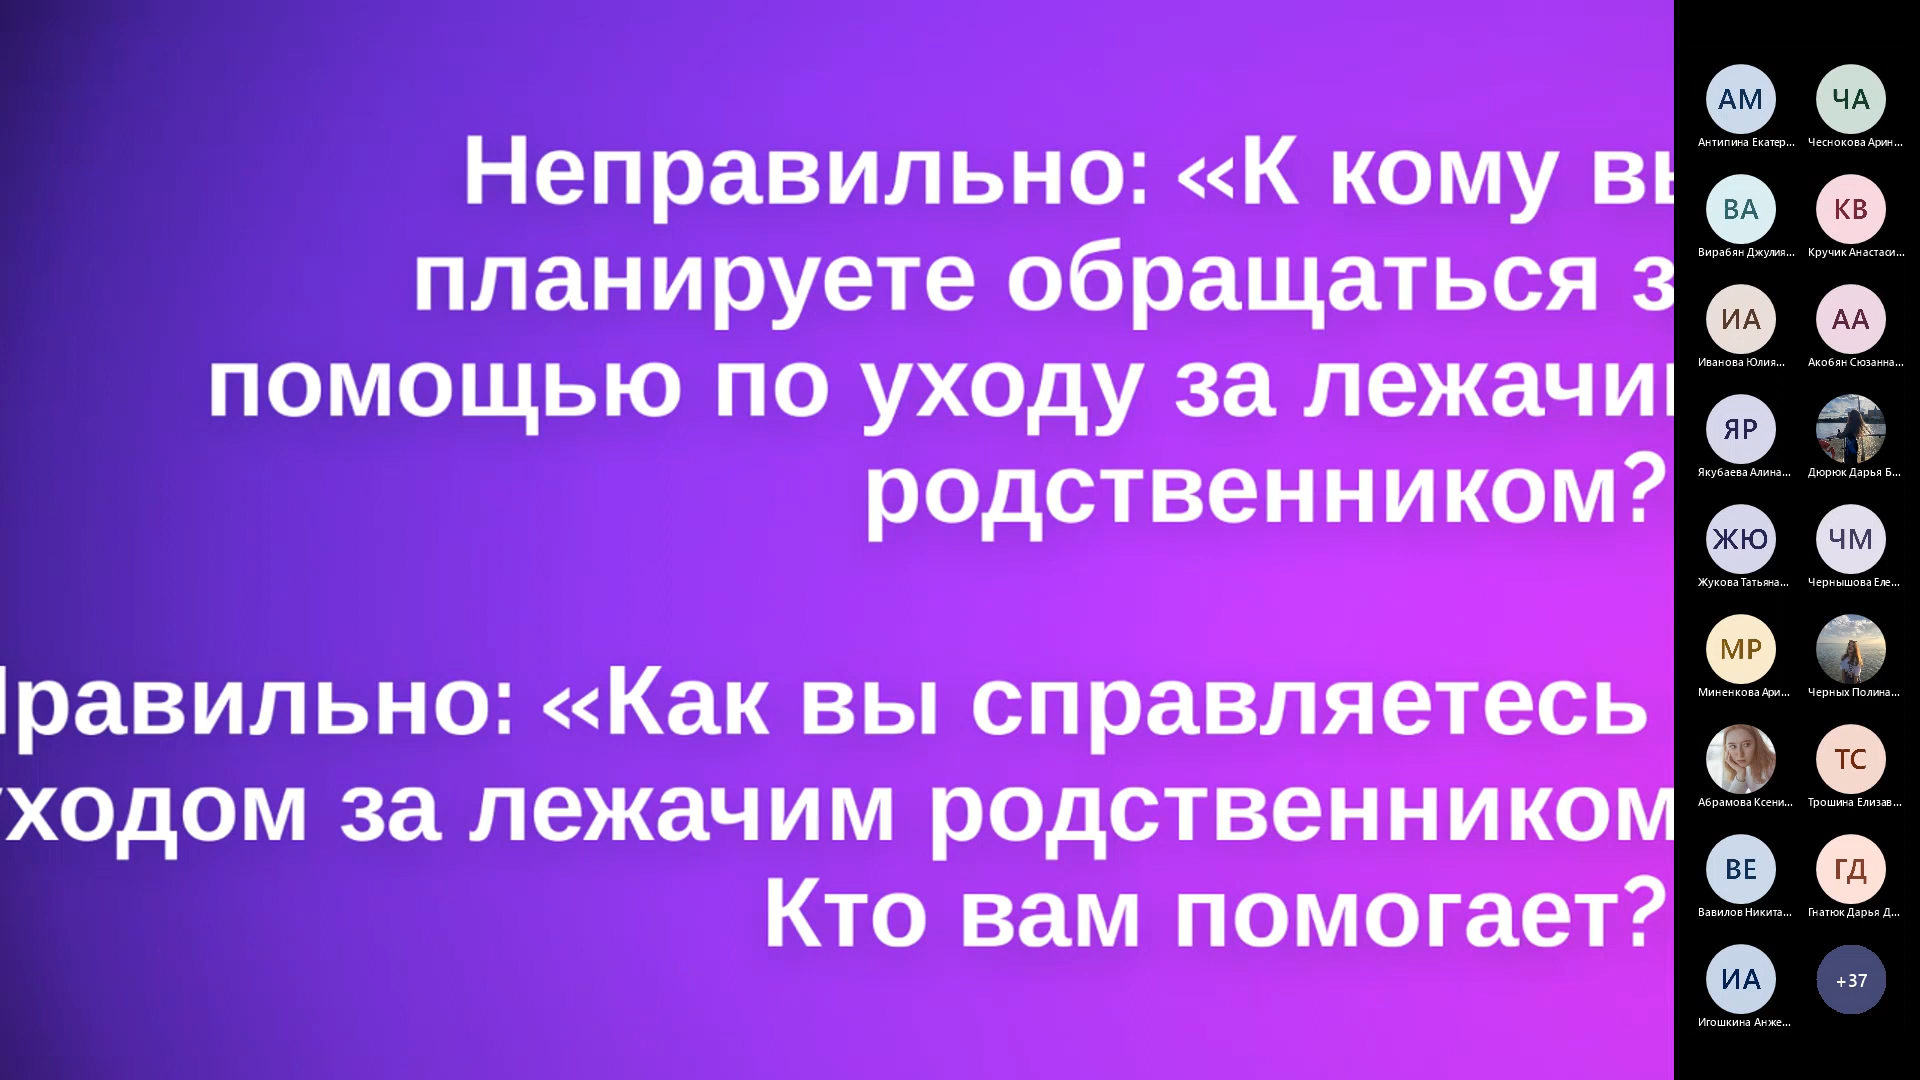 Неправильно: «К кому вы
планируете обращаться з
помощью по уходу за лежачим
родственником?
Правильно: «Как вы справляетесь
уходом за лежачим родственником
Кто вам помогает?
АМ
ЧА
Антипина Екатер...
Чеснокова Арин...
ВА
КВ
Вирабян Джулия...
Кручик Анастаси...
ИА
АА
Иванова Юлия...
Акобян Сюзанна...
ЯР
Якубаева Алина...
Дюрюк Дарья Б...
ЖЮ
ЧМ
Жукова Татьяна...
Чернышова Еле...
МР
Миненкова Ари...
Черных Полина...
ТС
Абрамова Ксени...
Трошина Елизав...
ВЕ
ГД
Вавилов Никита...
Гнатюк Дарья Д...
ИА
+37
Игошкина Анже...